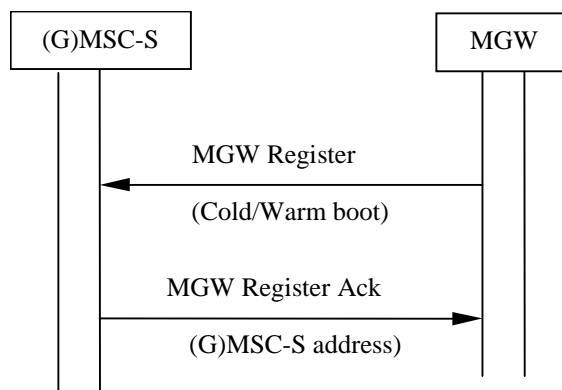 (G)MSC-S
MGW
MGW Register
(Cold/Warm boot)
MGW Register Ack
(G)MSC-S address)